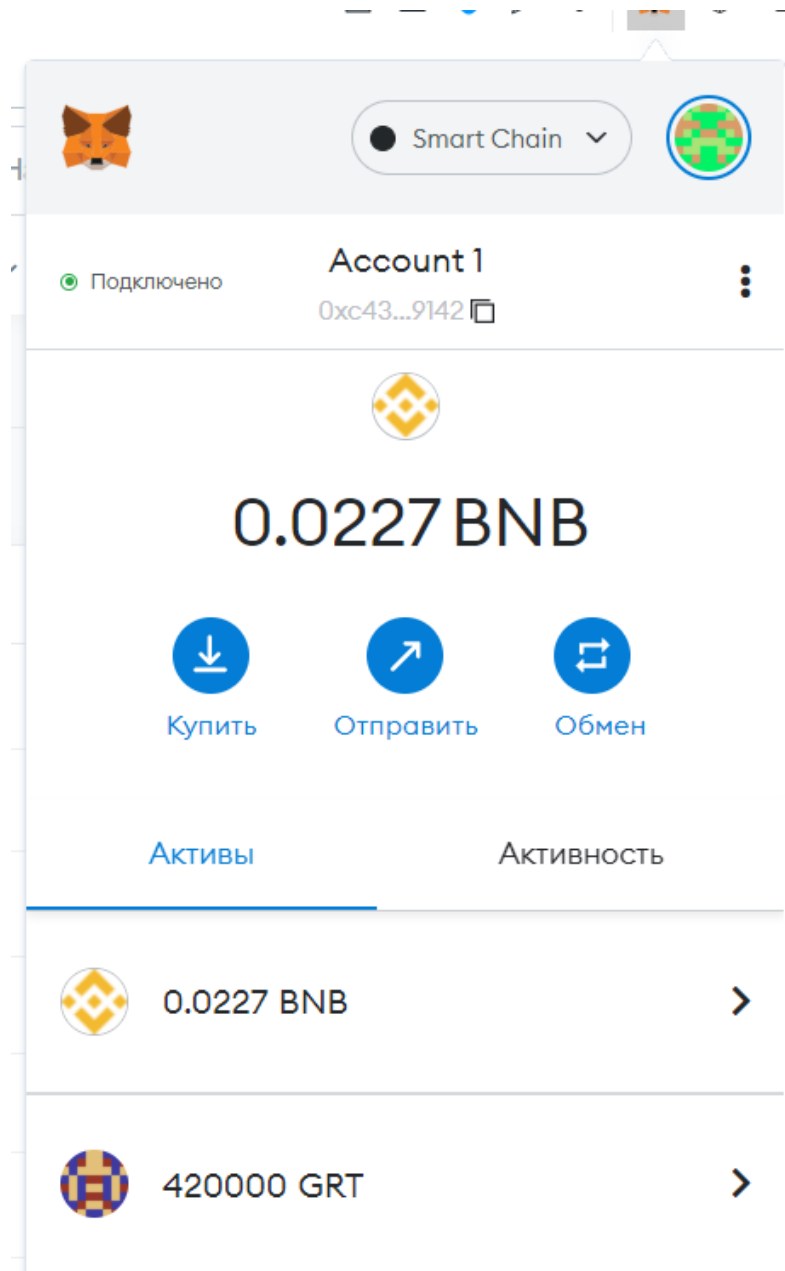 Smart Chain
Подключено
Account 1
0xc43...9142
0.0227 BNB
Купить
Отправить
Обмен
Активы
Активность
0.0227 BNB
420000 GRT